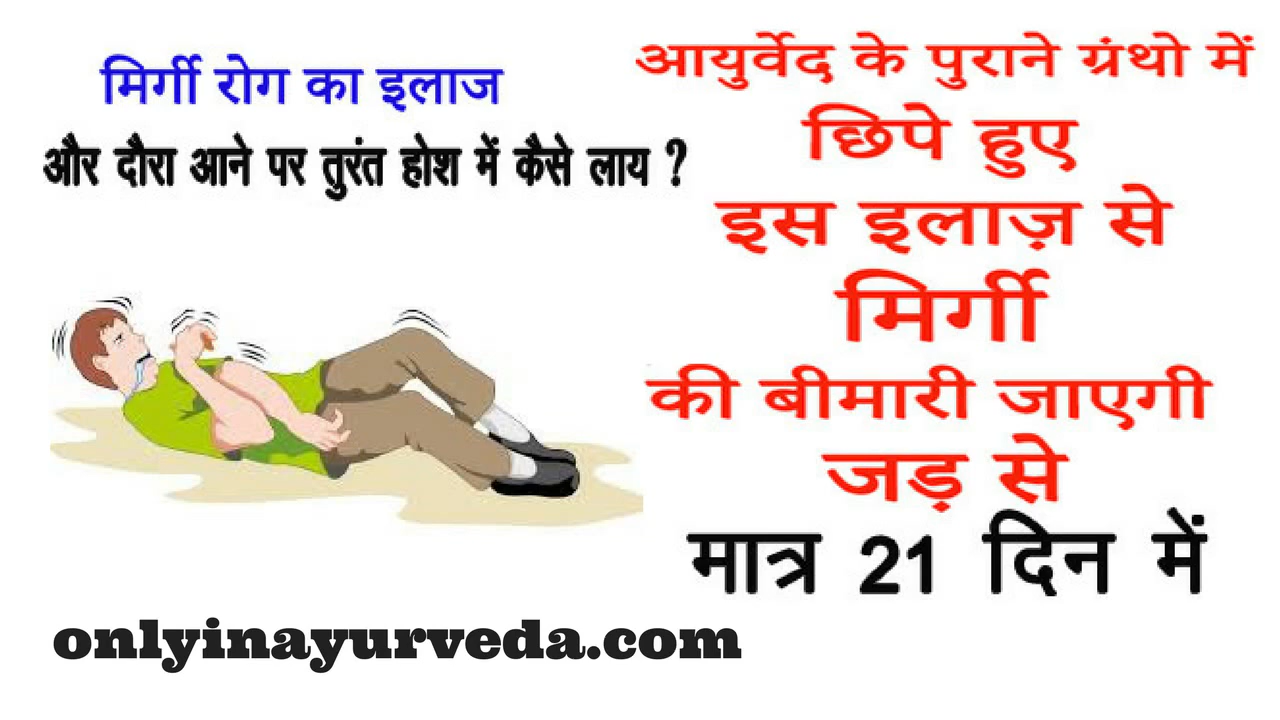 मिर्गी रोग का इलाज
और दौरा आने पर तुरंत होश में कैसे लाय ?
आयुर्वेद के पुराने ग्रंथो में
छिपे हुए
इस इलाज़ से
मिर्गी
की बीमारी जाएगी
जड़ से
मात्र 21 दिन में
onlyinayurveda.com